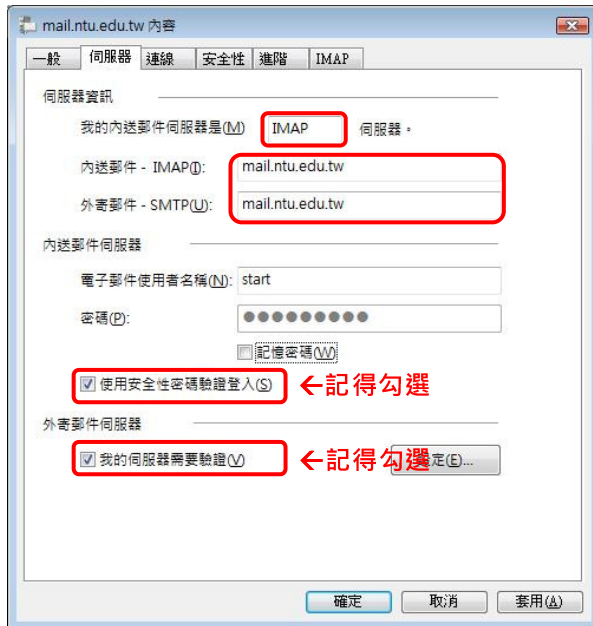 mail.ntu.edu.tw 內容
一般 伺服器 連線 安全性 進階 IMAP
伺服器資訊
我的內送郵件伺服器是(M) IMAP 伺服器。
內送郵件 - IMAP(I): mail.ntu.edu.tw
外寄郵件 - SMTP(U): mail.ntu.edu.tw
內送郵件伺服器
電子郵件使用者名稱(N): start
密碼(P): ●●●●●●●●●
記憶密碼(W)
使用安全性密碼驗證登入(S) ←記得勾選
外寄郵件伺服器
我的伺服器需要驗證(V) ←記得勾選 定(E)...
確定 取消 套用(A)